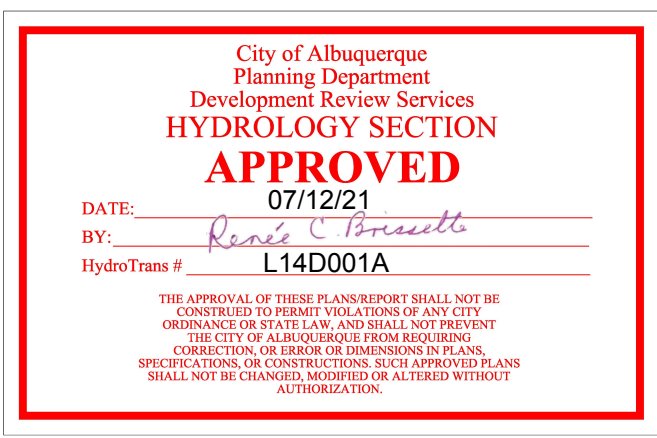 City of Albuquerque
Planning Department
Development Review Services
HYDROLOGY SECTION
APPROVED
DATE: 07/12/21
BY: Renée C. Brissette
HydroTrans # L14D001A
THE APPROVAL OF THESE PLANS/REPORT SHALL NOT BE
CONSTRUED TO PERMIT VIOLATIONS OF ANY CITY
ORDINANCE OR STATE LAW, AND SHALL NOT PREVENT
THE CITY OF ALBUQUERQUE FROM REQUIRING
CORRECTION, OR ERROR OR DIMENSIONS IN PLANS,
SPECIFICATIONS, OR CONSTRUCTIONS. SUCH APPROVED PLANS
SHALL NOT BE CHANGED, MODIFIED OR ALTERED WITHOUT
AUTHORIZATION.